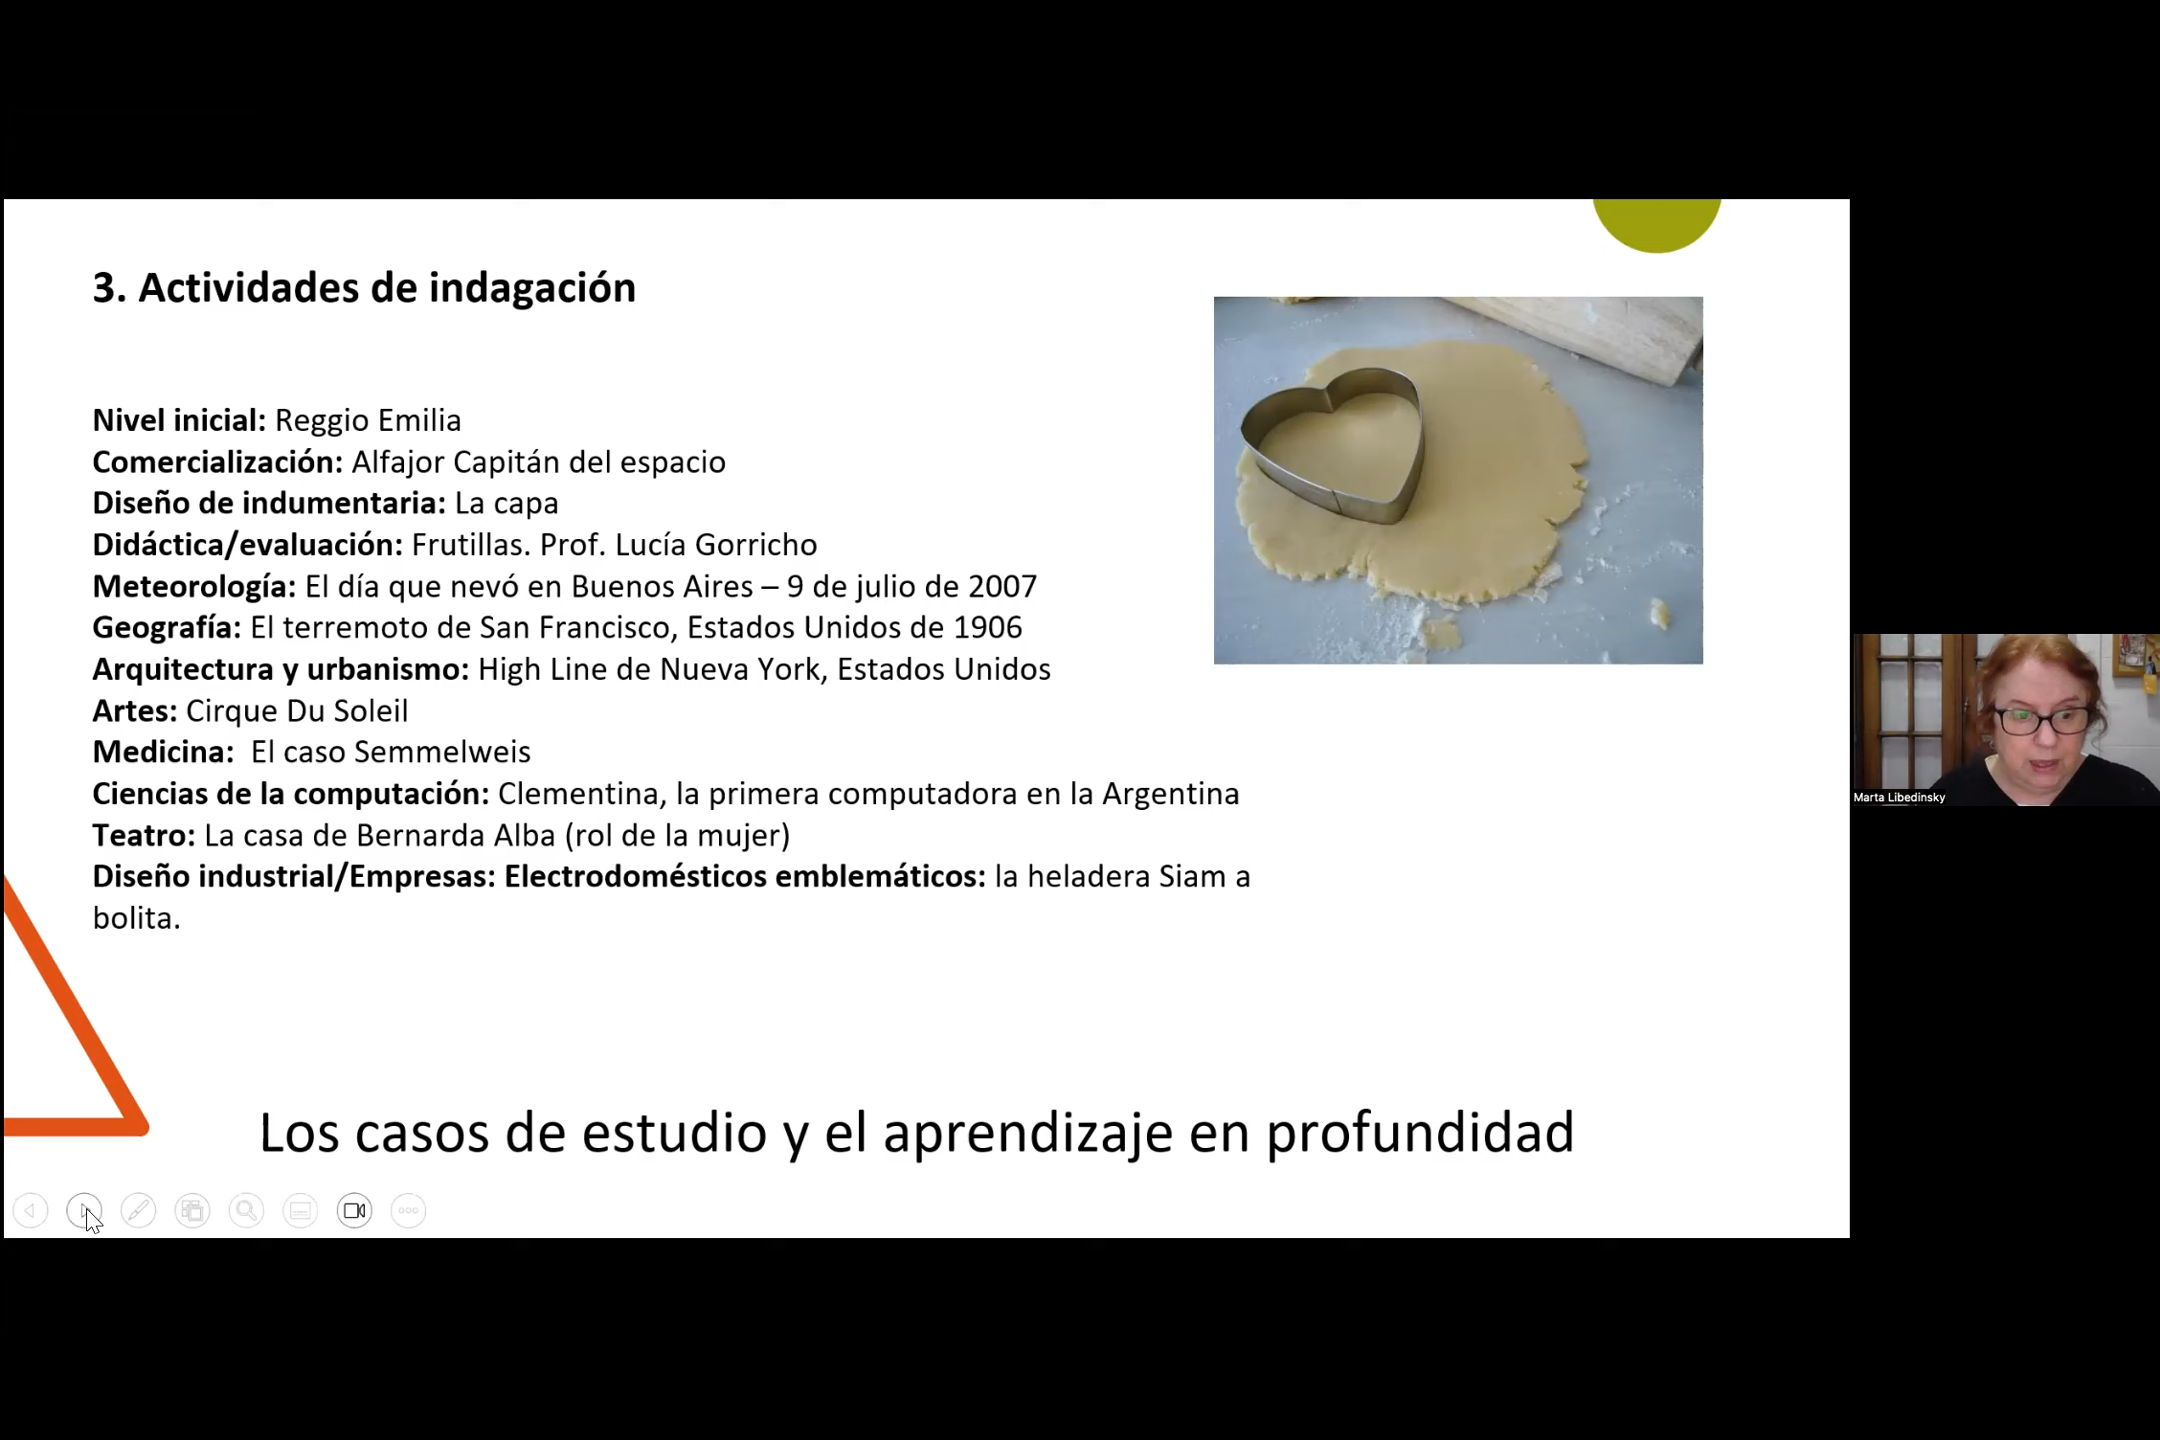 3. Actividades de indagación
Nivel inicial: Reggio Emilia
Comercialización: Alfajor Capitán del espacio
Diseño de indumentaria: La capa
Didáctica/evaluación: Frutillas. Prof. Lucía Gorricho
Meteorología: El día que nevó en Buenos Aires – 9 de julio de 2007
Geografía: El terremoto de San Francisco, Estados Unidos de 1906
Arquitectura y urbanismo: High Line de Nueva York, Estados Unidos
Artes: Cirque Du Soleil
Medicina:  El caso Semmelweis
Ciencias de la computación: Clementina, la primera computadora en la Argentina
Teatro: La casa de Bernarda Alba (rol de la mujer)
Diseño industrial/Empresas: Electrodomésticos emblemáticos: la heladera Siam a
bolita.
Los casos de estudio y el aprendizaje en profundidad
Marta Libedinsky